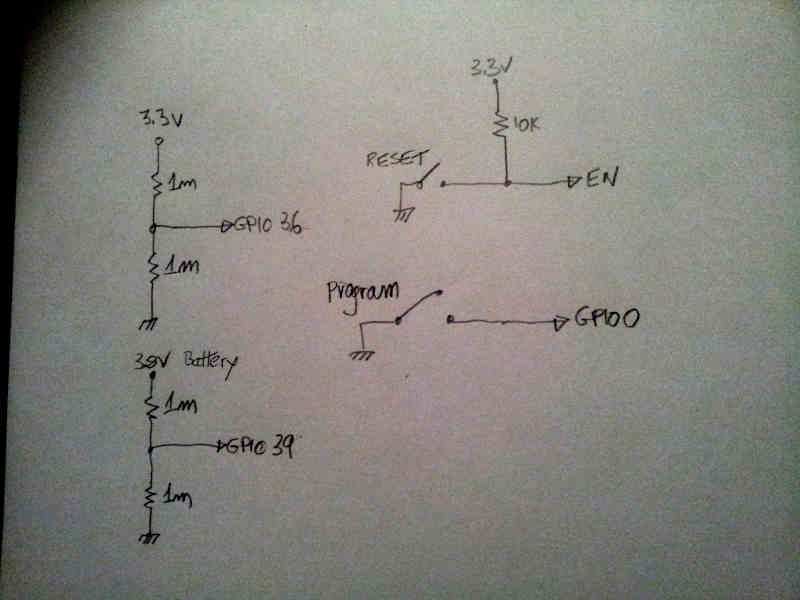 3.3V
1m
GPIO 36
1m
3.8V Battery
1m
GPIO 39
1m
3.3V
10K
RESET
EN
Program
GPIO0